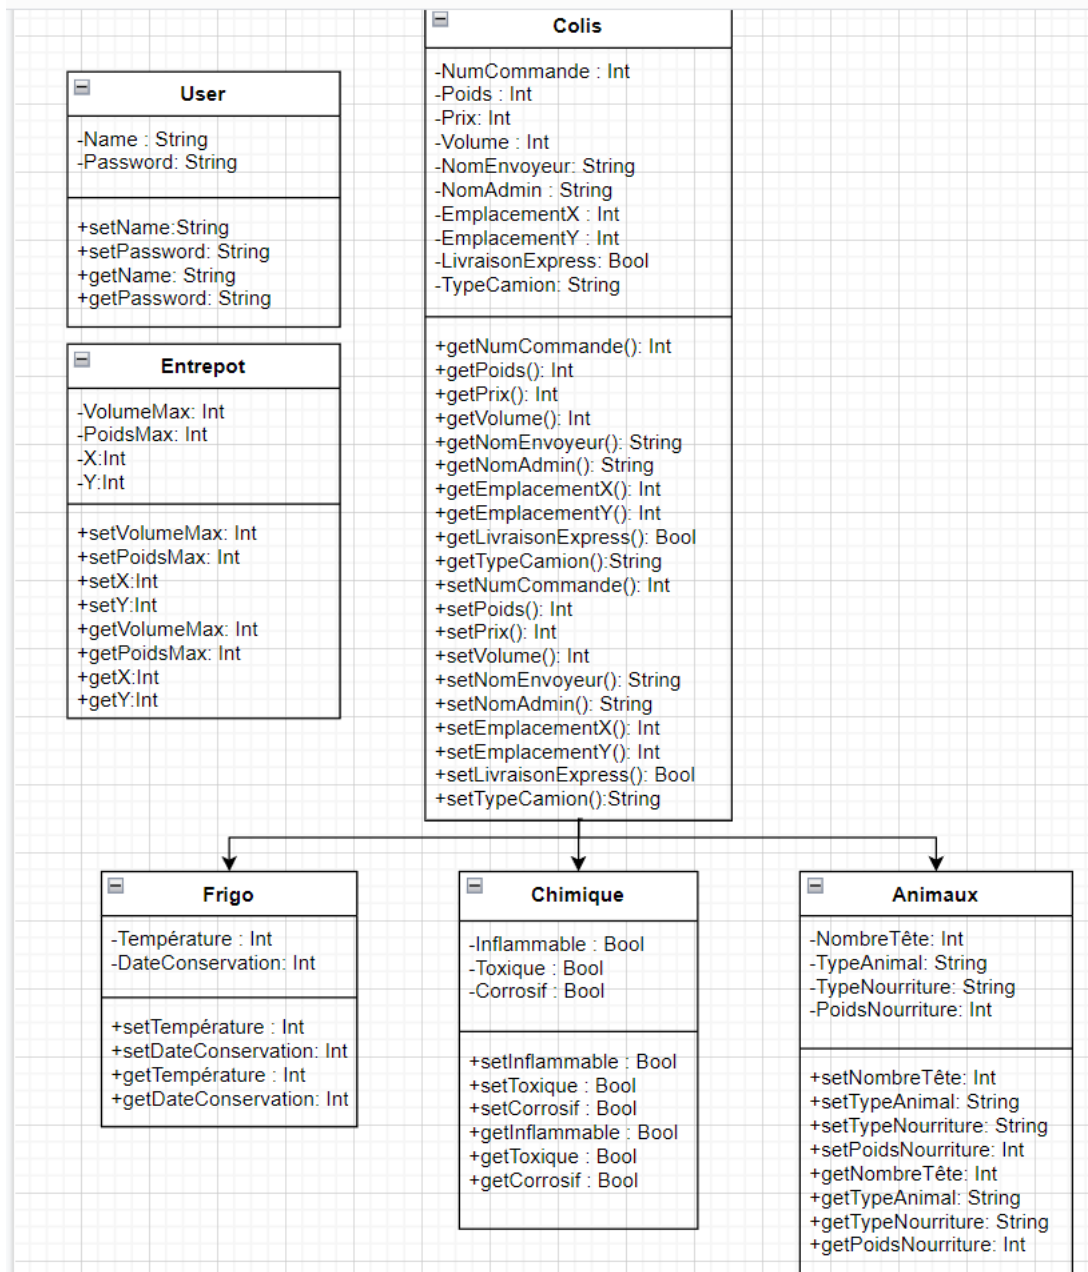 User
-Name : String
-Password: String
+setName:String
+setPassword: String
+getName: String
+getPassword: String
Entrepot
-VolumeMax: Int
-PoidsMax: Int
-X:Int
-Y:Int
+setVolumeMax: Int
+setPoidsMax: Int
+setX:Int
+setY:Int
+getVolumeMax: Int
+getPoidsMax: Int
+getX:Int
+getY:Int
Colis
-NumCommande : Int
-Poids : Int
-Prix: Int
-Volume : Int
-NomEnvoyeur: String
-NomAdmin : String
-EmplacementX : Int
-EmplacementY : Int
-LivraisonExpress: Bool
-TypeCamion: String
+getNumCommande(): Int
+getPoids(): Int
+getPrix(): Int
+getVolume(): Int
+getNomEnvoyeur(): String
+getNomAdmin(): String
+getEmplacementX(): Int
+getEmplacementY(): Int
+getLivraisonExpress(): Bool
+getTypeCamion():String
+setNumCommande(): Int
+setPoids(): Int
+setPrix(): Int
+setVolume(): Int
+setNomEnvoyeur(): String
+setNomAdmin(): String
+setEmplacementX(): Int
+setEmplacementY(): Int
+setLivraisonExpress(): Bool
+setTypeCamion():String
Frigo
-Température : Int
-DateConservation: Int
+setTempérature : Int
+setDateConservation: Int
+getTempérature : Int
+getDateConservation: Int
Chimique
-Inflammable : Bool
-Toxique : Bool
-Corrosif : Bool
+setInflammable : Bool
+setToxique : Bool
+setCorrosif : Bool
+getInflammable : Bool
+getToxique : Bool
+getCorrosif : Bool
Animaux
-NombreTête: Int
-TypeAnimal: String
-TypeNourriture: String
-PoidsNourriture: Int
+setNombreTête: Int
+setTypeAnimal: String
+setTypeNourriture: String
+setPoidsNourriture: Int
+getNombreTête: Int
+getTypeAnimal: String
+getTypeNourriture: String
+getPoidsNourriture: Int